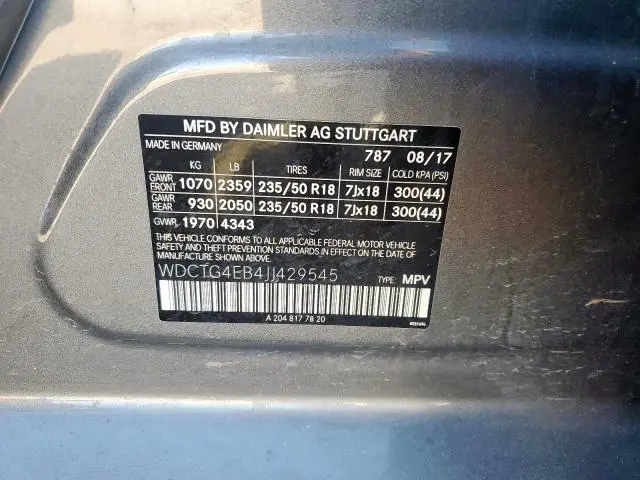 MFD BY DAIMLER AG STUTTGART
MADE IN GERMANY 787 08/17
KG LB TIRES RIM SIZE COLD KPA (PSI)
GAWR FRONT 1070 2359 235/50 R18 7Jx18 300(44)
GAWR REAR 930 2050 235/50 R18 7Jx18 300(44)
GVWR 1970 4343
THIS VEHICLE CONFORMS TO ALL APPLICABLE FEDERAL MOTOR VEHICLE
SAFETY AND THEFT PREVENTION STANDARDS IN EFFECT ON THE DATE OF
MANUFACTURE SHOWN ABOVE.
WDCTG4EB4JJ429545 TYPE: MPV
A 204 817 78 20